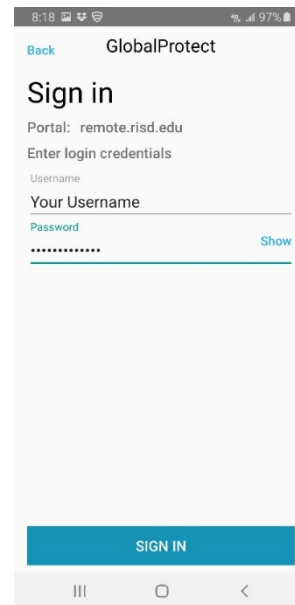 8:18 97%
Back GlobalProtect
Sign in
Portal: remote.risd.edu
Enter login credentials
Username
Your Username
Password
•••••••••••••
Show
SIGN IN